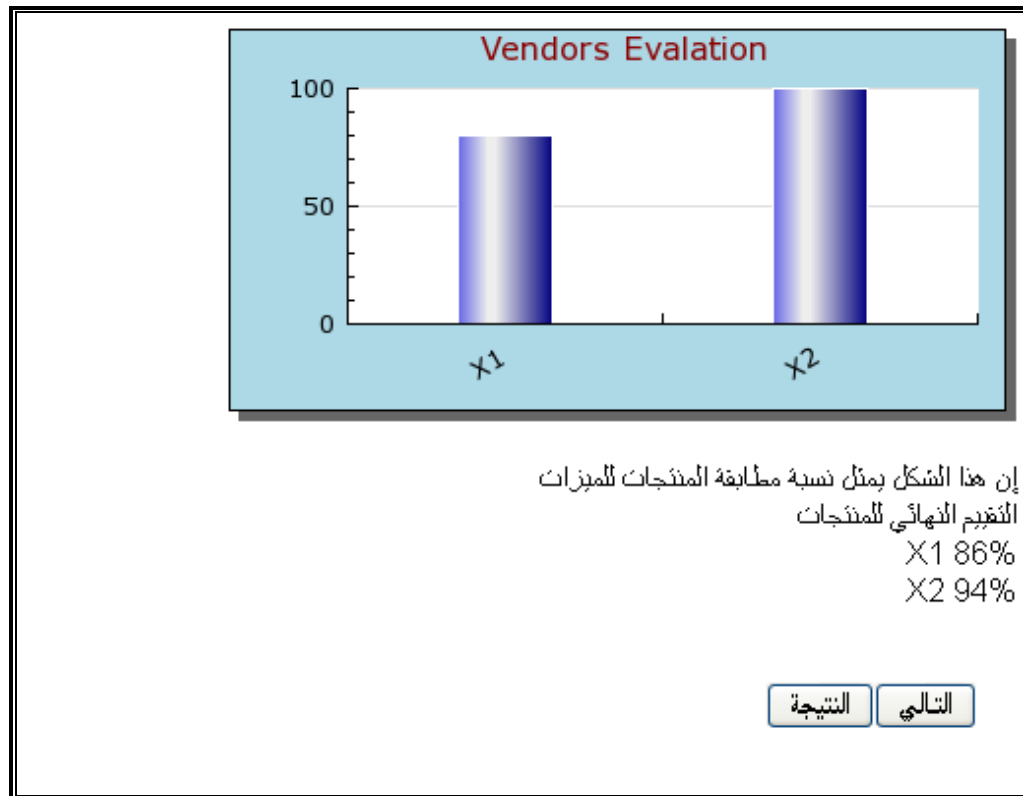 Vendors Evalation
100
50
0
X1
X2
إن هذا الشكل يمثل نسبة مطابقة المنتجات للميزات
التقييم النهائي للمنتجات
X1 86%
X2 94%
التالي النتيجة